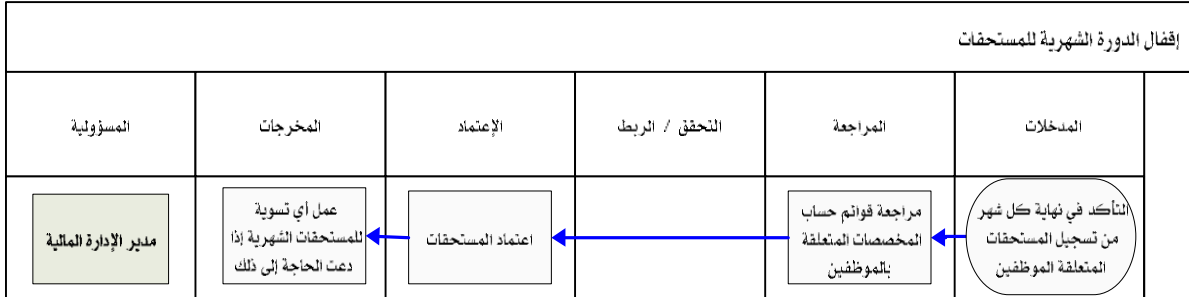 إقفال الدورة الشهرية للمستحقات
المدخلات
المراجعة
التحقق / الربط
الإعتماد
المخرجات
المسؤولية
التأكد في نهاية كل شهر
من تسجيل المستحقات
المتعلقة الموظفين
مراجعة قوائم حساب
المخصصات المتعلقة
بالموظفين
اعتماد المستحقات
عمل أي تسوية
للمستحقات الشهرية إذا
دعت الحاجة إلى ذلك
مدير الإدارة المالية